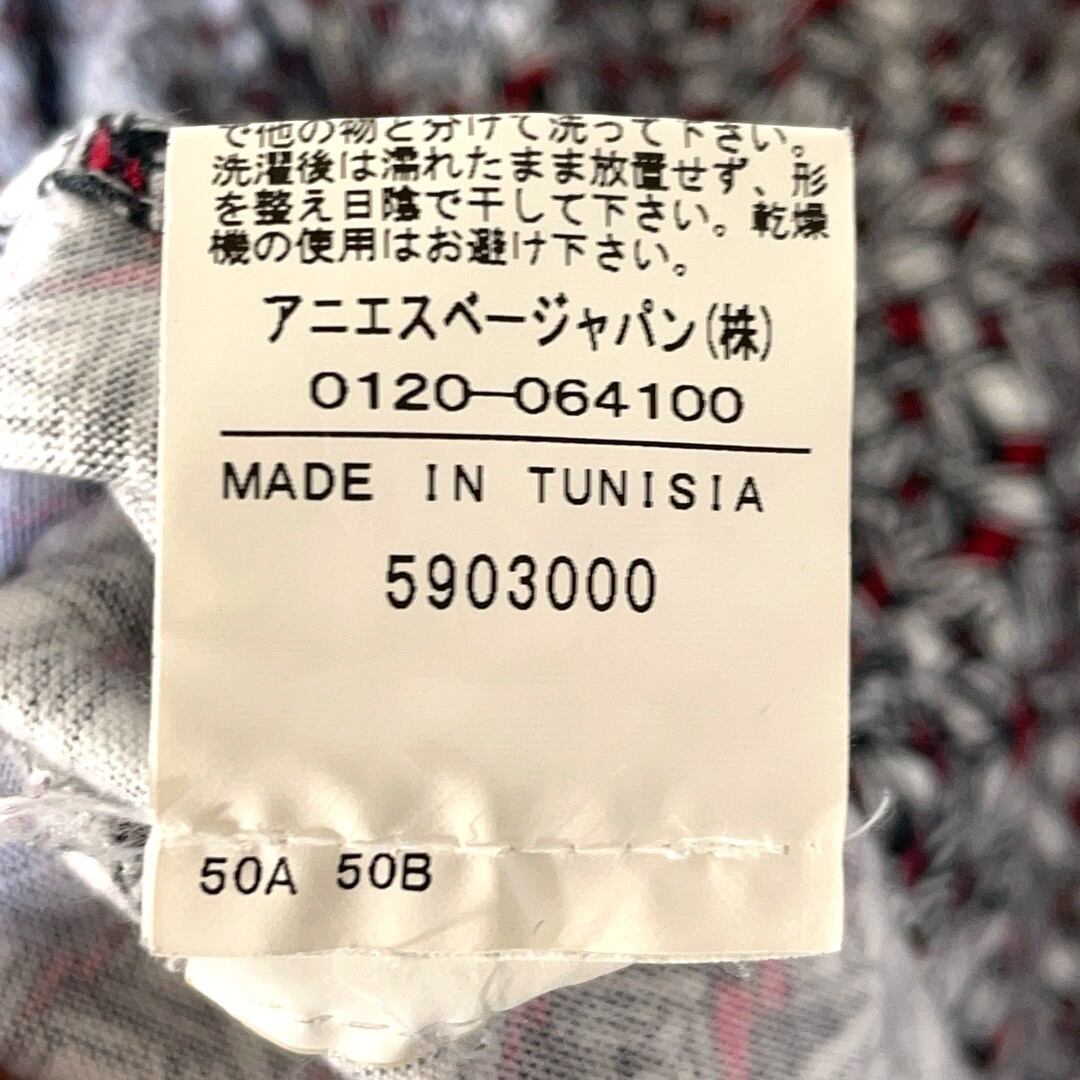 で他の物と分けて洗って下さい。
洗濯後は濡れたまま放置せず、形
を整え日陰で干して下さい。乾燥
機の使用はお避け下さい。
アニエスベージャパン(株)
0120-064100
MADE IN TUNISIA
5903000
50A 50B